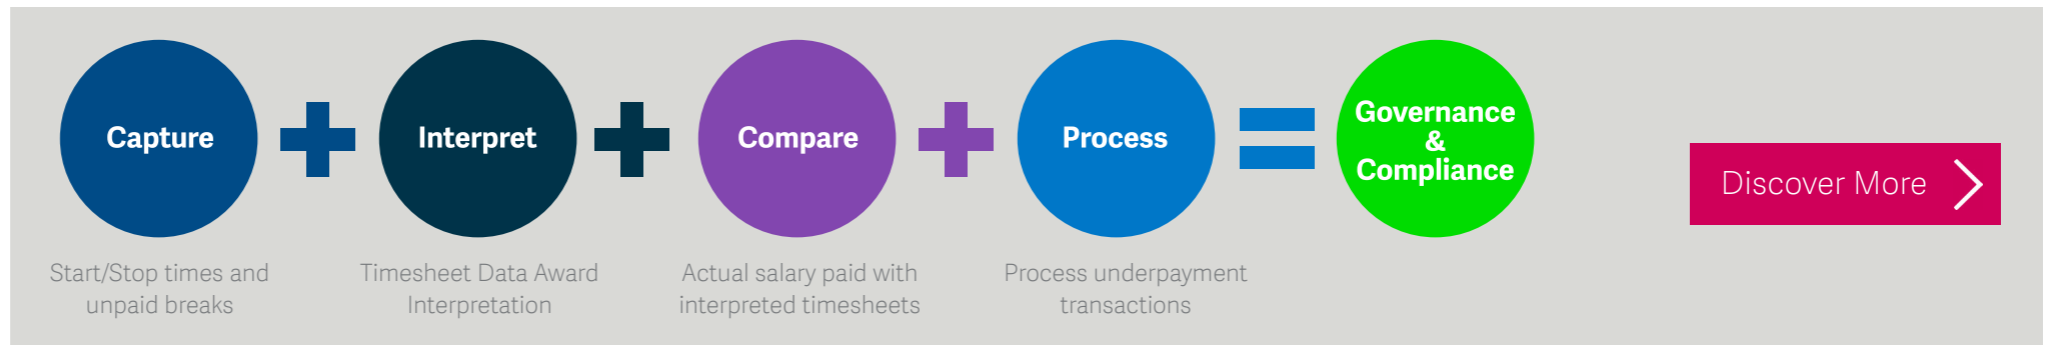 Capture
Interpret
Compare
Process
Governance
&
Compliance
Discover More
Start/Stop times and
unpaid breaks
Timesheet Data Award
Interpretation
Actual salary paid with
interpreted timesheets
Process underpayment
transactions